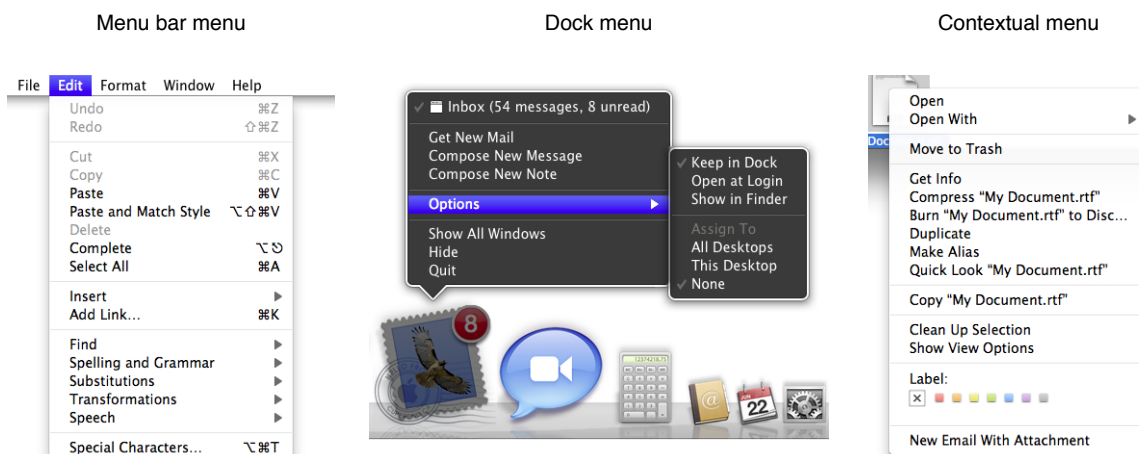 Menu bar menu
File Edit Format Window Help
Undo ⌘Z
Redo ⇧⌘Z
Cut ⌘X
Copy ⌘C
Paste ⌘V
Paste and Match Style ⌥⇧⌘V
Delete
Complete ⌥⎋
Select All ⌘A
Insert ▶
Add Link... ⌘K
Find ▶
Spelling and Grammar ▶
Substitutions ▶
Transformations ▶
Speech ▶
Special Characters... ⌥⌘T
Dock menu
✓ Inbox (54 messages, 8 unread)
Get New Mail
Compose New Message
Compose New Note
Options ▶
Show All Windows
Hide
Quit
✓ Keep in Dock
Open at Login
Show in Finder
Assign To
All Desktops
This Desktop
✓ None
8
12374218.75
@
JUN
22
Contextual menu
Doc
Open
Open With ▶
Move to Trash
Get Info
Compress “My Document.rtf”
Burn “My Document.rtf” to Disc...
Duplicate
Make Alias
Quick Look “My Document.rtf”
Copy “My Document.rtf”
Clean Up Selection
Show View Options
Label:
New Email With Attachment